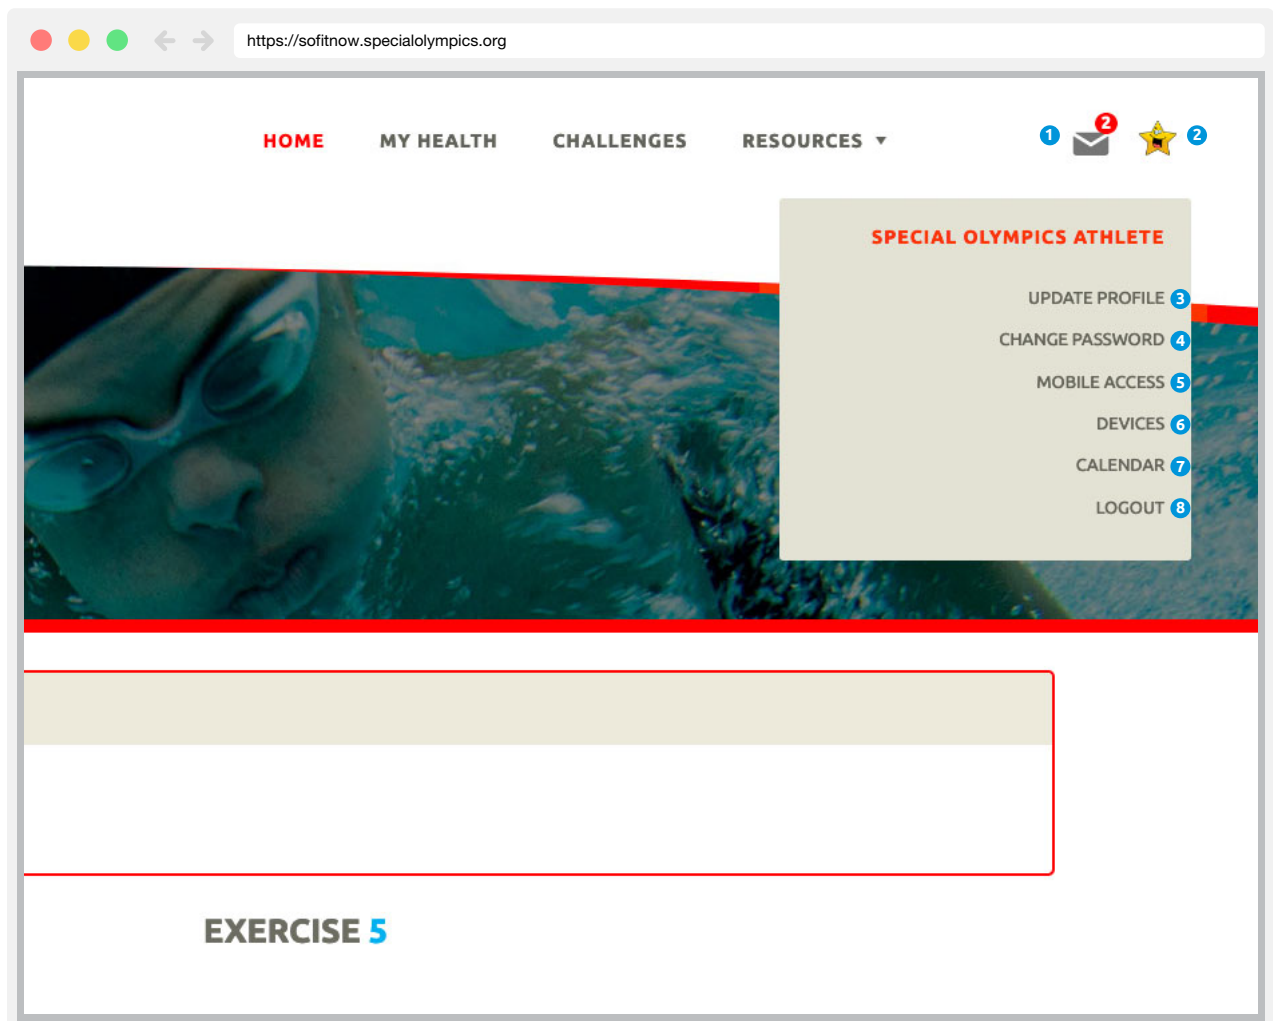 https://sofitnow.specialolympics.org
HOME MY HEALTH CHALLENGES RESOURCES 1 2 2
SPECIAL OLYMPICS ATHLETE
UPDATE PROFILE 3
CHANGE PASSWORD 4
MOBILE ACCESS 5
DEVICES 6
CALENDAR 7
LOGOUT 8
EXERCISE 5